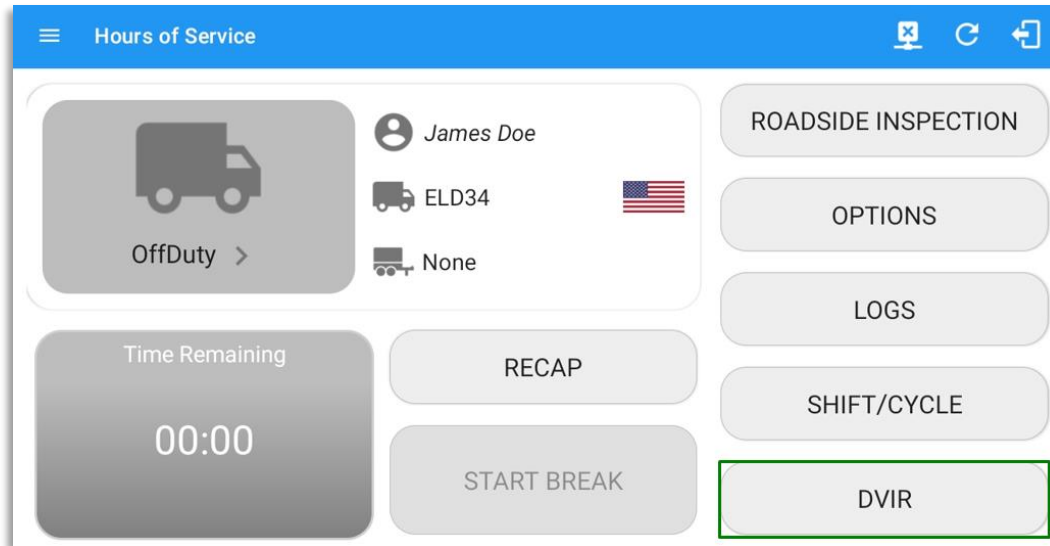 Hours of Service
OffDuty
James Doe
ELD34
None
Time Remaining
00:00
RECAP
START BREAK
ROADSIDE INSPECTION
OPTIONS
LOGS
SHIFT/CYCLE
DVIR